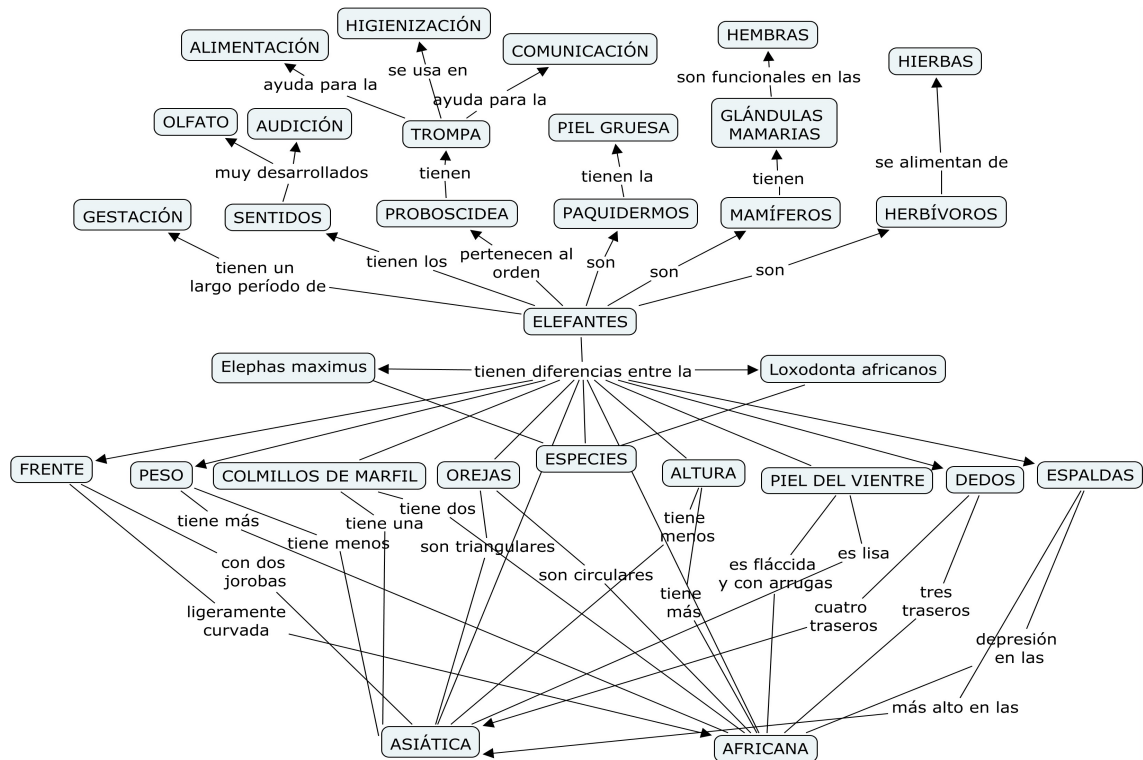 HIGIENIZACIÓN
ALIMENTACIÓN
COMUNICACIÓN
HEMBRAS
HIERBAS
se usa en
ayuda para la
ayuda para la
son funcionales en las
OLFATO
AUDICIÓN
TROMPA
PIEL GRUESA
GLÁNDULAS
MAMARIAS
muy desarrollados
tienen
tienen la
tienen
se alimentan de
GESTACIÓN
SENTIDOS
PROBOSCIDEA
PAQUIDERMOS
MAMÍFEROS
HERBÍVOROS
tienen un
largo período de
tienen los
pertenecen al
orden
son
son
son
ELEFANTES
Elephas maximus
tienen diferencias entre la
Loxodonta africanos
FRENTE
PESO
COLMILLOS DE MARFIL
OREJAS
ESPECIES
ALTURA
PIEL DEL VIENTRE
DEDOS
ESPALDAS
tiene más
tiene menos
tiene una
tiene dos
son triangulares
tiene
menos
es lisa
con dos
jorobas
son circulares
es fláccida
y con arrugas
tiene
más
tres
traseros
cuatro
traseros
ligeramente
curvada
depresión
en las
más alto en las
ASIÁTICA
AFRICANA